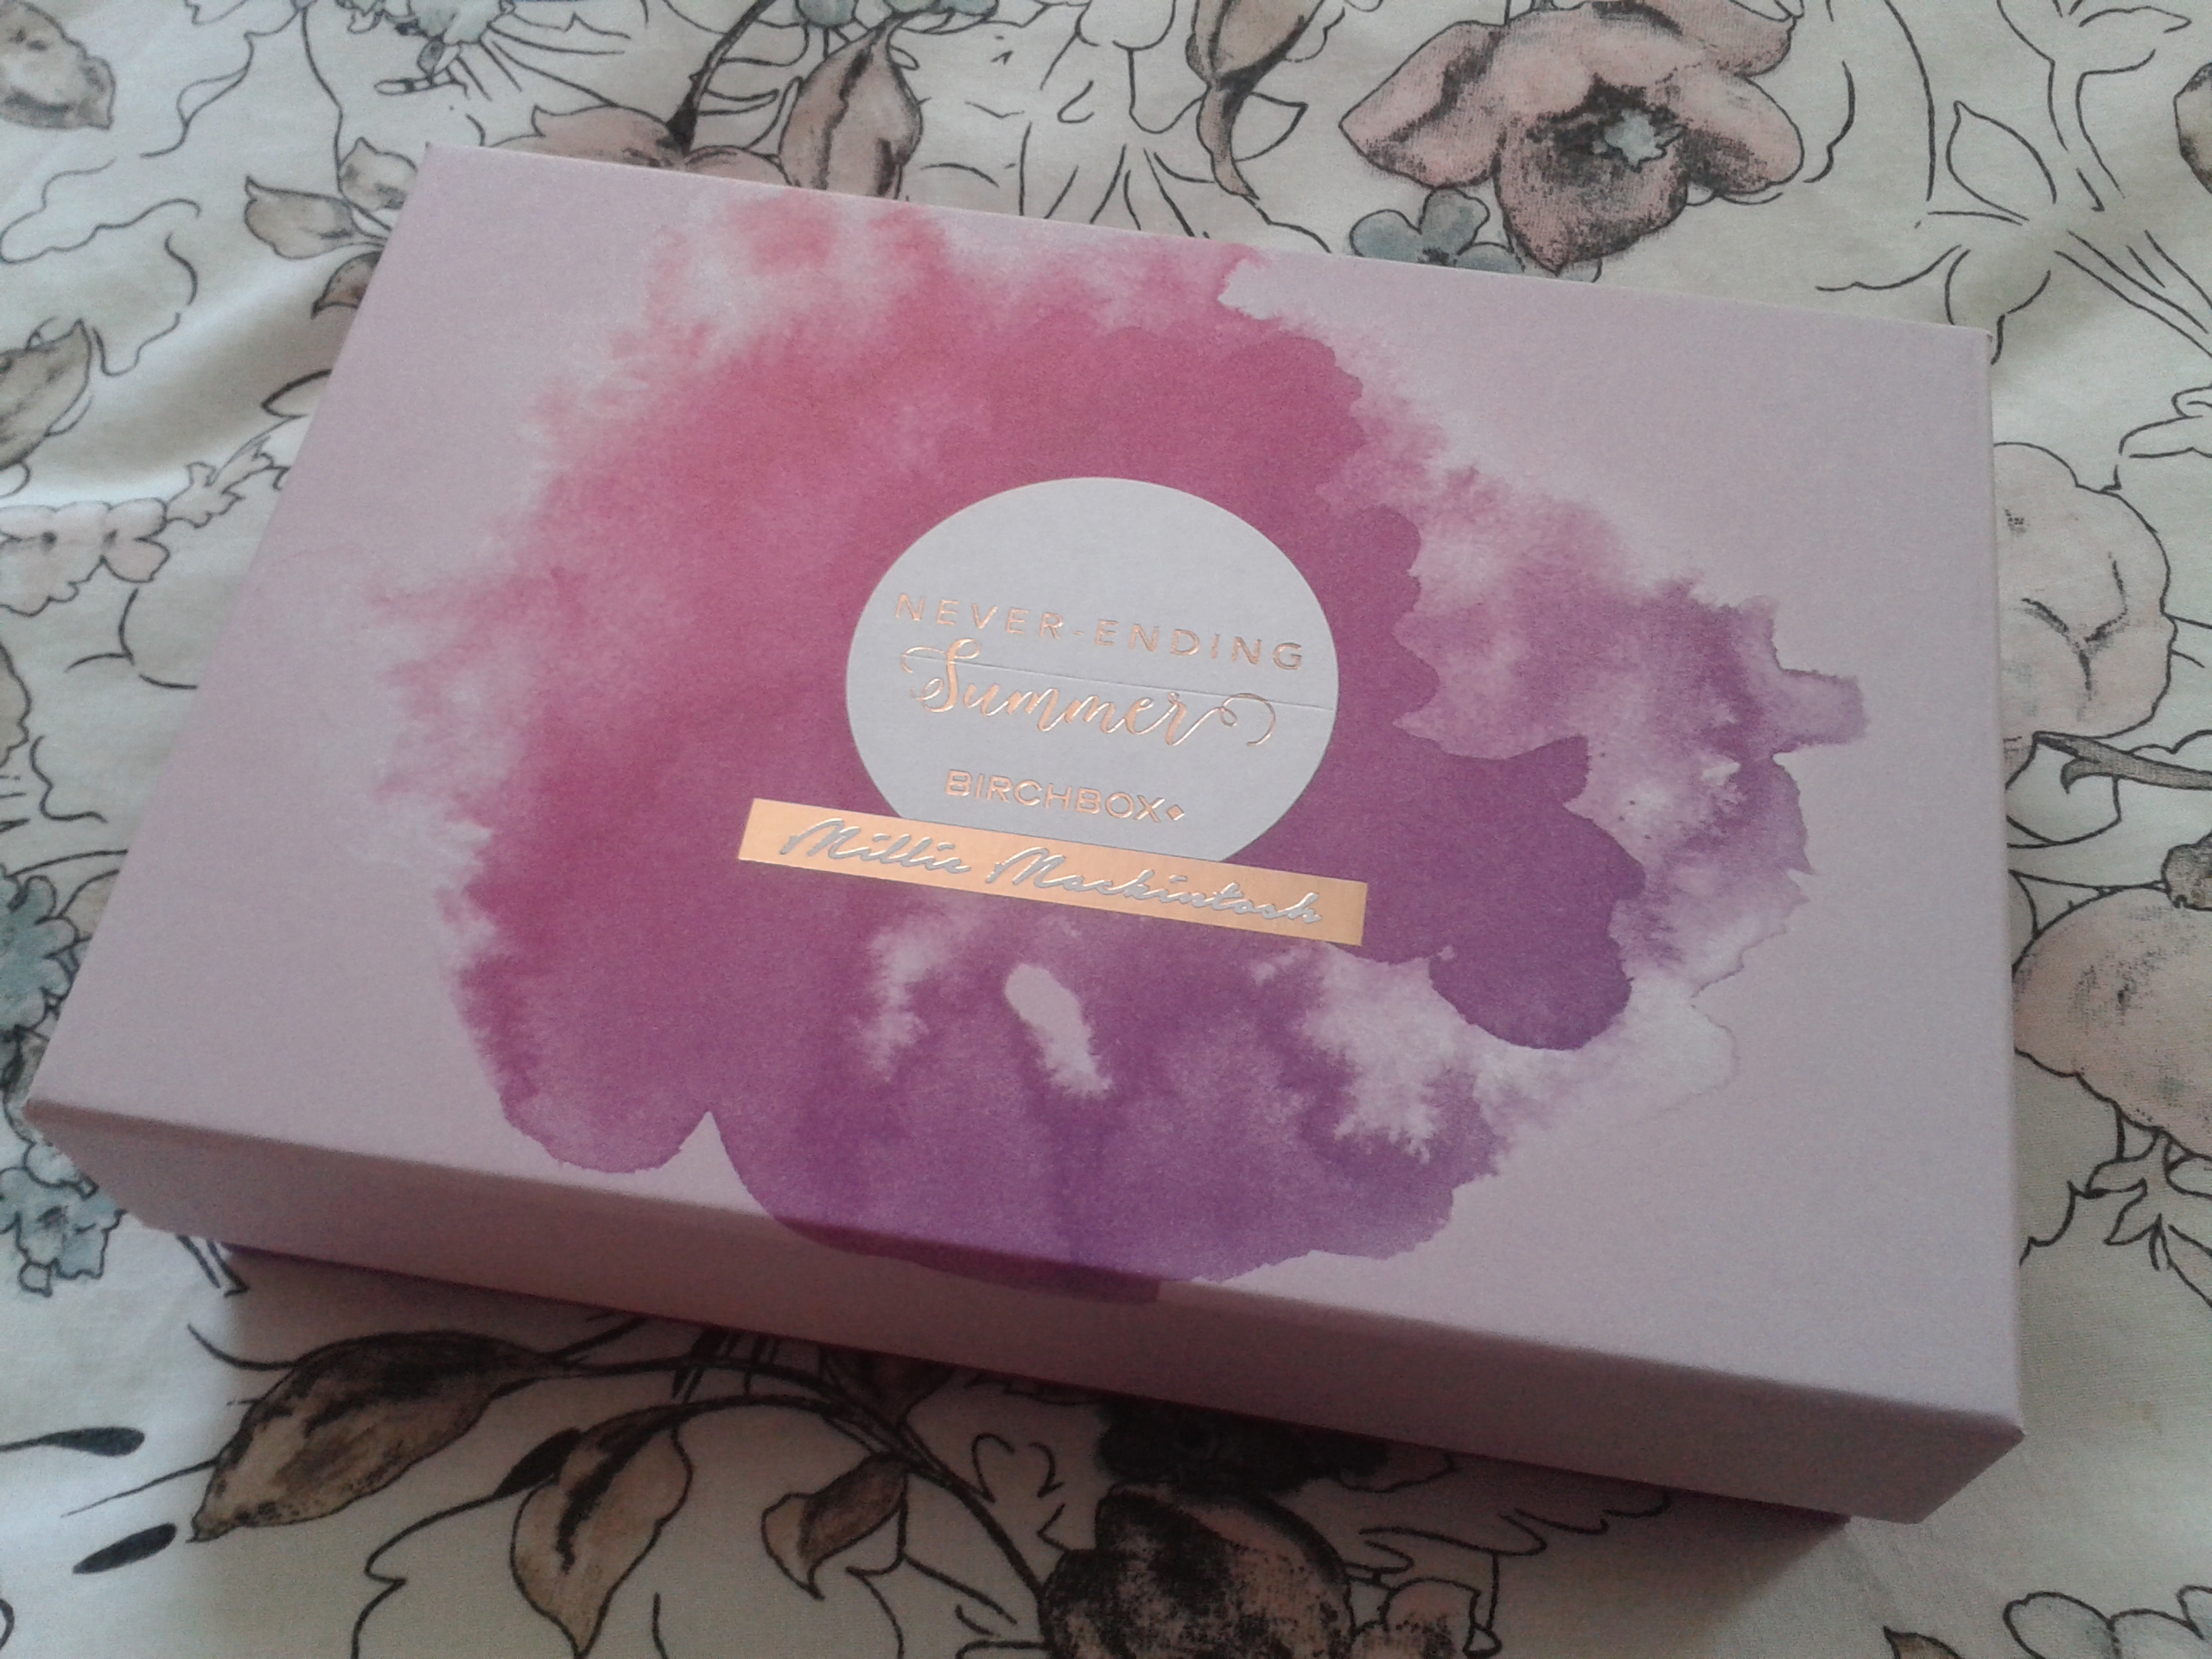 NEVER-ENDING
Summer
BIRCHBOX
Millie Mackintosh